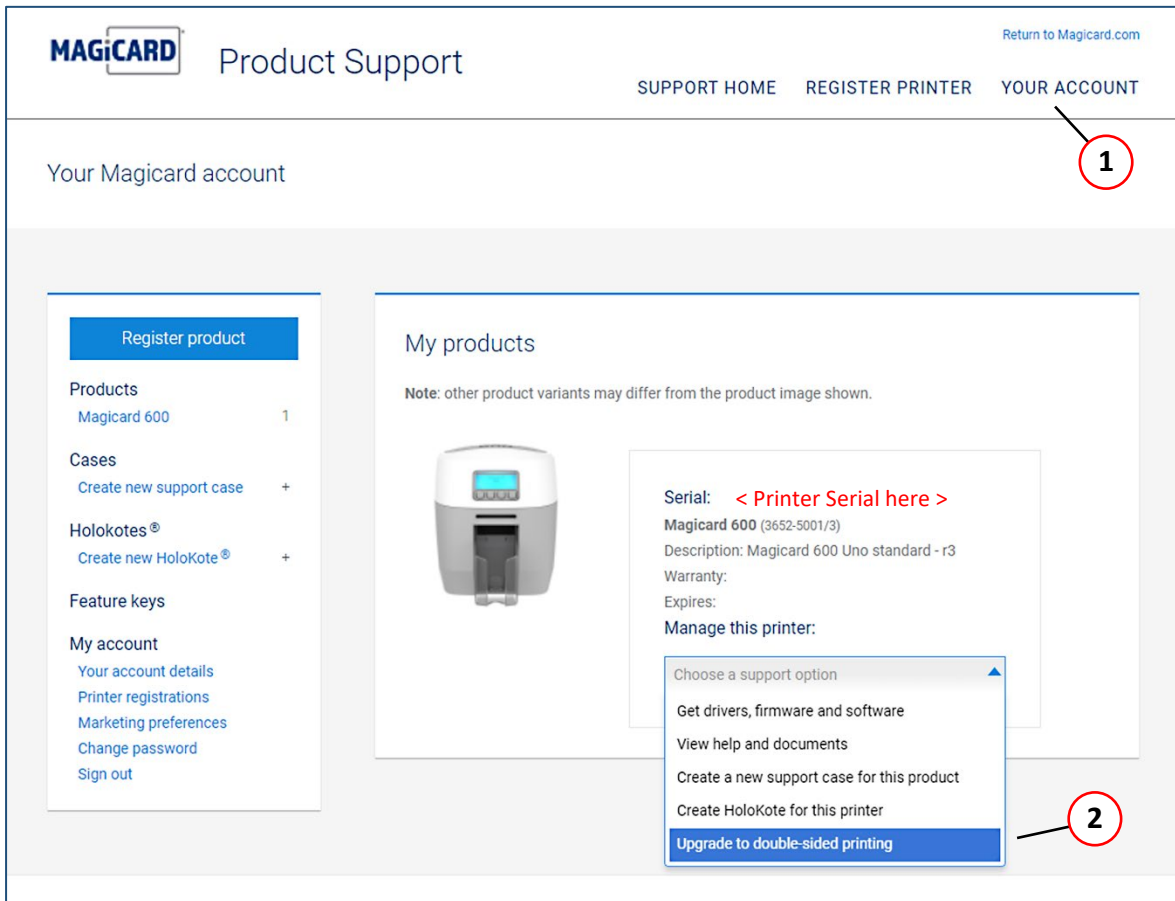 MAGiCARD
Product Support
Return to Magicard.com
SUPPORT HOME REGISTER PRINTER YOUR ACCOUNT
1
Your Magicard account
Register product
Products
Magicard 600 1
Cases
Create new support case +
Holokotes ®
Create new HoloKote ® +
Feature keys
My account
Your account details
Printer registrations
Marketing preferences
Change password
Sign out
My products
Note: other product variants may differ from the product image shown.
Serial: < Printer Serial here >
Magicard 600 (3652-5001/3)
Description: Magicard 600 Uno standard - r3
Warranty:
Expires:
Manage this printer:
Choose a support option
Get drivers, firmware and software
View help and documents
Create a new support case for this product
Create HoloKote for this printer
Upgrade to double-sided printing
2